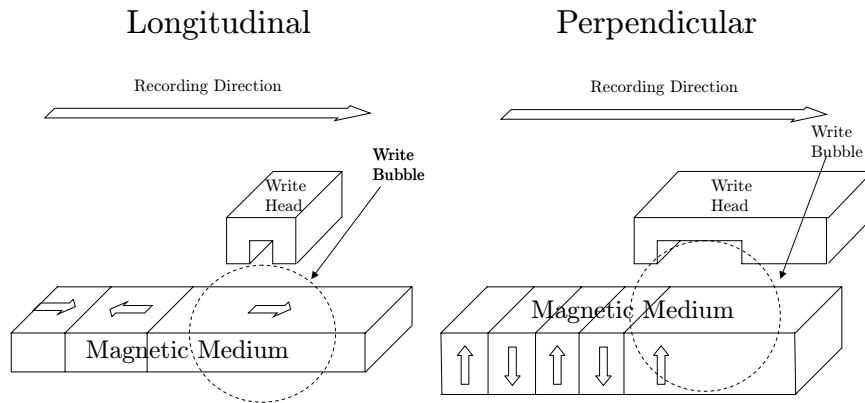 Longitudinal
Recording Direction
Write
Bubble
Write
Head
Magnetic Medium
Perpendicular
Recording Direction
Write
Bubble
Write
Head
Magnetic Medium